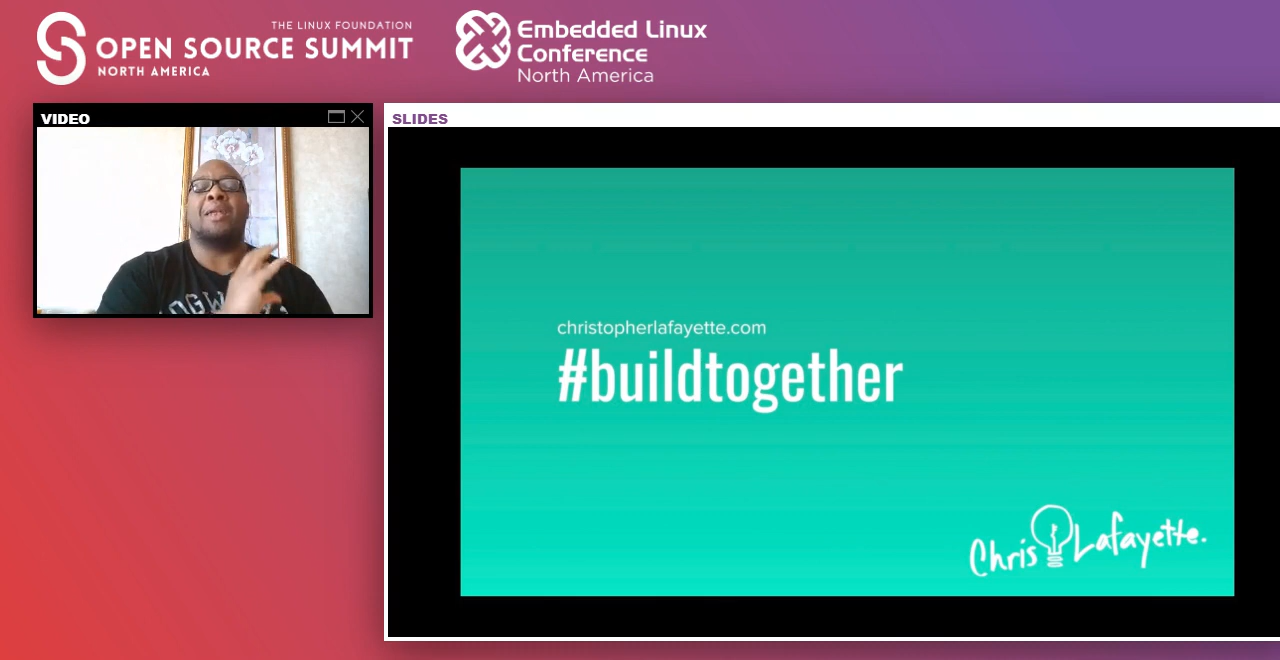 THE LINUX FOUNDATION
OPEN SOURCE SUMMIT
NORTH AMERICA
Embedded Linux
Conference
North America
VIDEO
SLIDES
christopherlafayette.com
#buildtogether
Chris Lafayette.